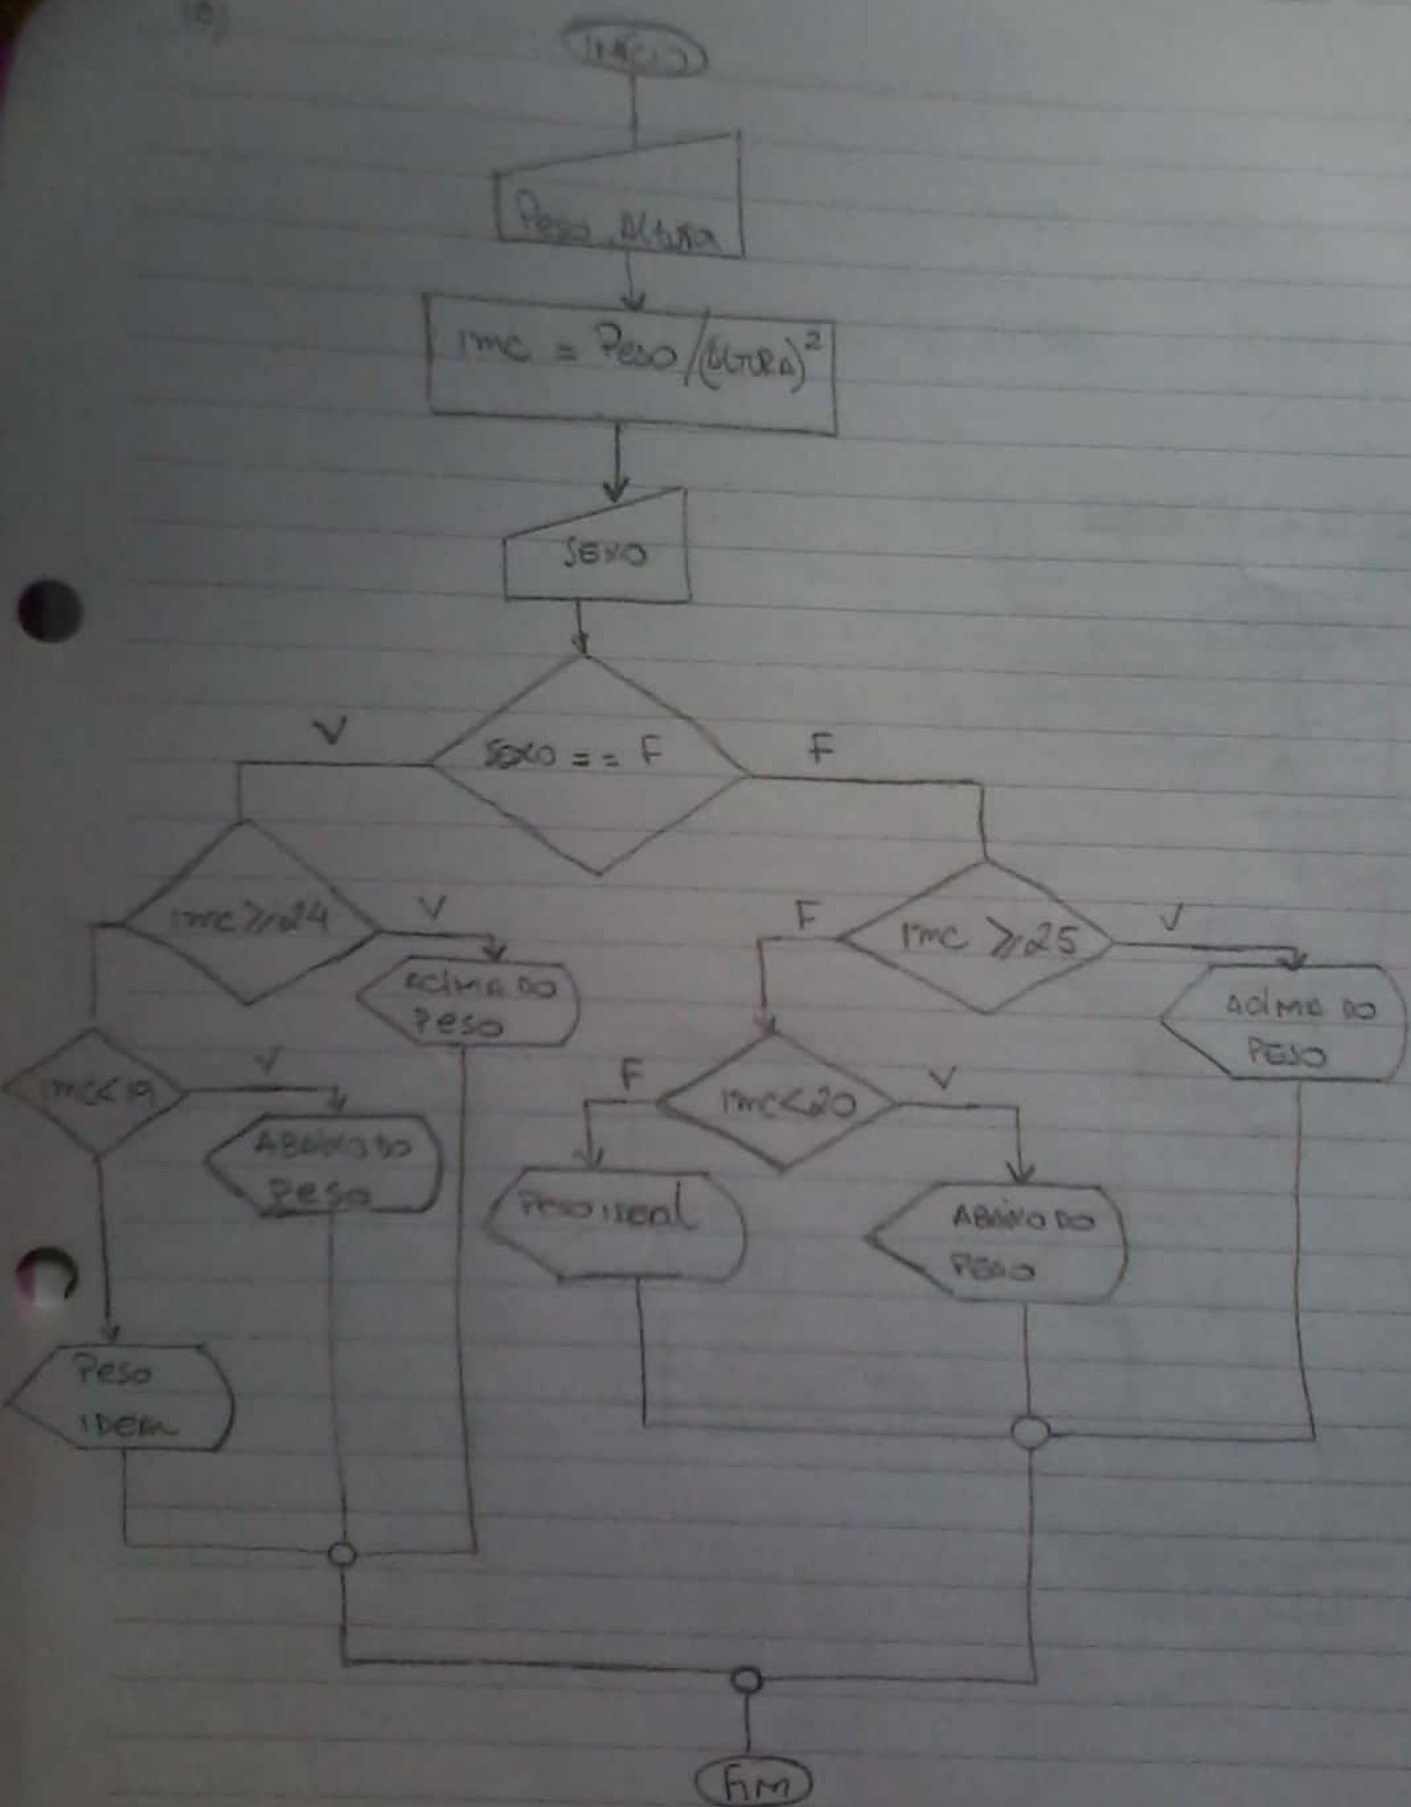 INÍCIO
Peso, Altura
imc = Peso/(ALTURA)²
SEXO
V
SEXO == F
F
imc ≥ 24
V
F
imc ≥ 25
V
ACIMA DO
Peso
ACIMA DO
PESO
imc < 19
V
F
imc < 20
V
ABAIXO DO
Peso
Peso ideal
ABAIXO DO
PESO
Peso
IDEAL
Fim